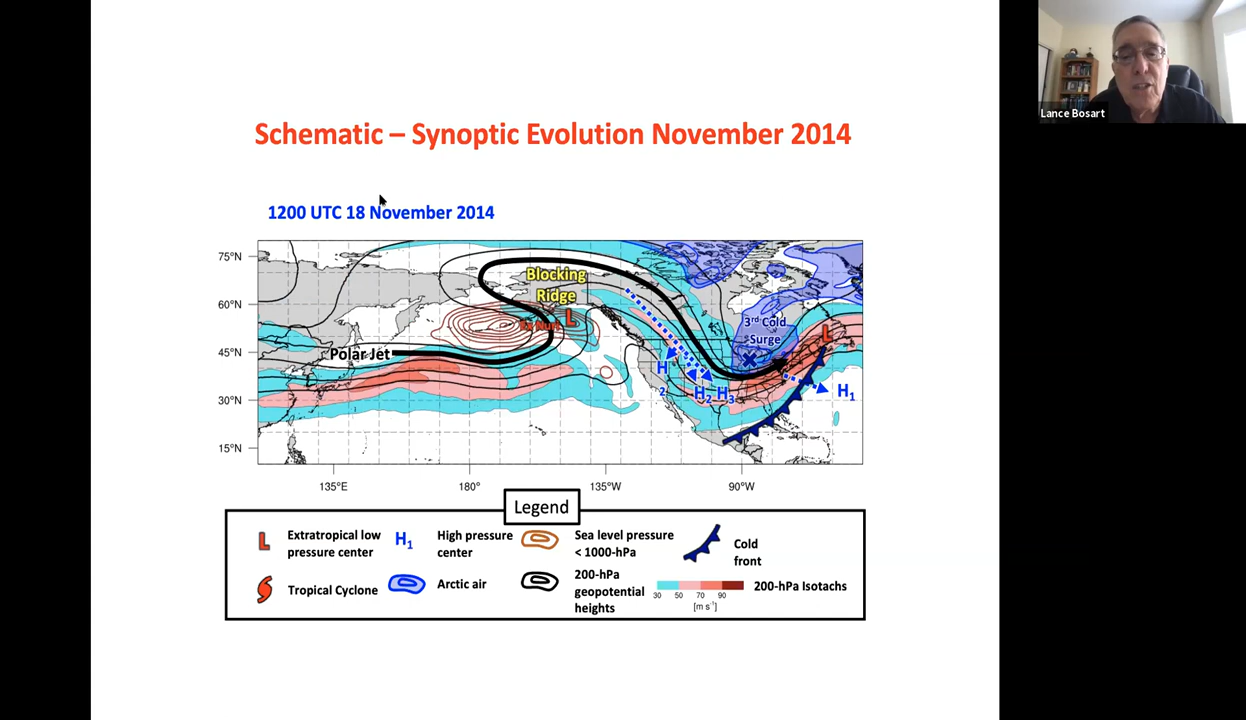 Lance Bosart
Schematic – Synoptic Evolution November 2014
1200 UTC 18 November 2014
75°N
60°N
45°N
30°N
15°N
135°E
180°
135°W
90°W
Blocking
Ridge
L
Polar Jet
3rd Cold
Surge
L
H
2
H2
H3
H1
Legend
L
Extratropical low
pressure center
H1
High pressure
center
Sea level pressure
< 1000-hPa
Cold
front
Tropical Cyclone
Arctic air
200-hPa
geopotential
heights
30 50 70 90
[m s-1]
200-hPa Isotachs